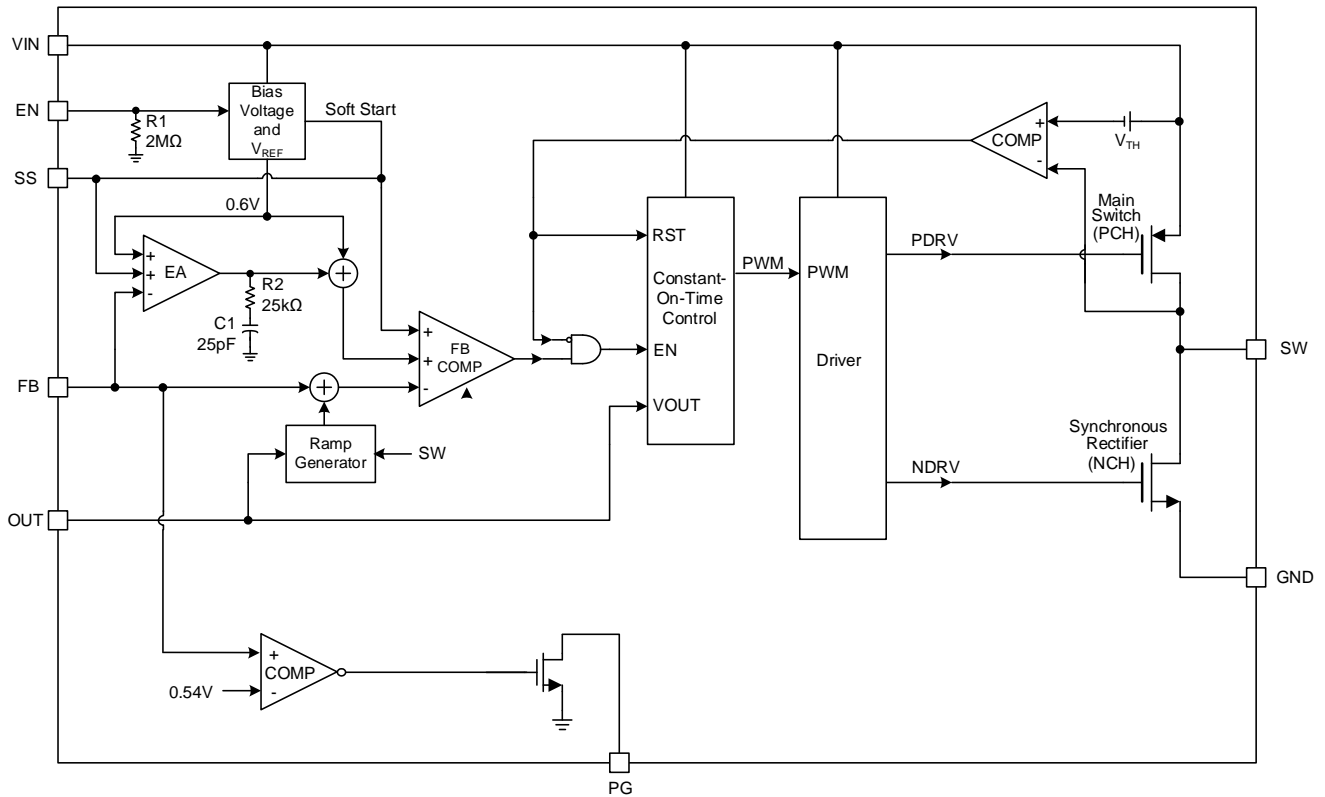 VIN
EN
R1
2MΩ
Bias
Voltage
and
VREF
Soft Start
SS
0.6V
+
+
-
EA
R2
25kΩ
C1
25pF
+
+
+
-
FB
COMP
FB
+
Ramp
Generator
SW
OUT
RST
Constant-
On-Time
Control
EN
VOUT
PWM
PWM
Driver
PDRV
NDRV
+
COMP
-
VTH
Main
Switch
(PCH)
Synchronous
Rectifier
(NCH)
SW
GND
+
COMP
-
0.54V
PG